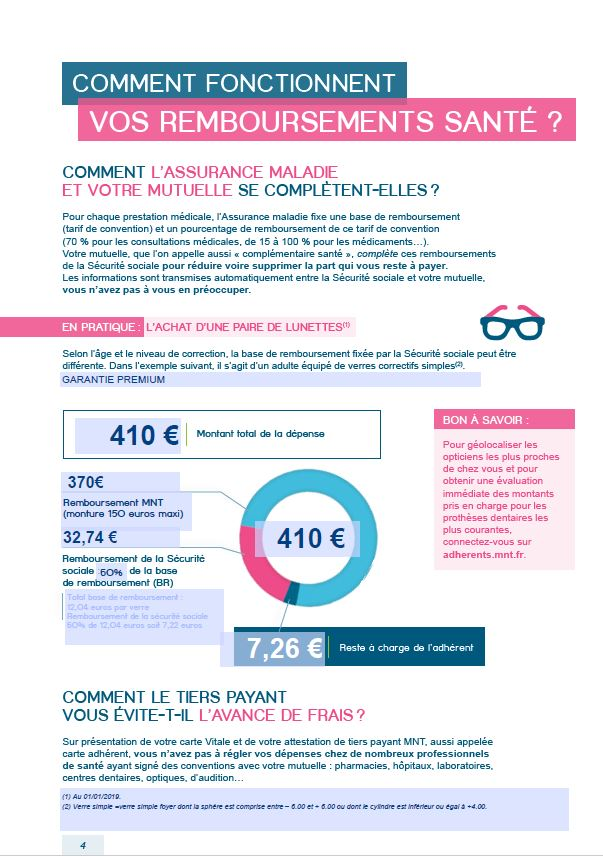 COMMENT FONCTIONNENT
VOS REMBOURSEMENTS SANTÉ ?
COMMENT L'ASSURANCE MALADIE
ET VOTRE MUTUELLE SE COMPLÈTENT-ELLES ?
Pour chaque prestation médicale, l'Assurance maladie fixe une base de remboursement
(tarif de convention) et un pourcentage de remboursement de ce tarif de convention
(70 % pour les consultations médicales, de 15 à 100 % pour les médicaments…).
Votre mutuelle, que l'on appelle aussi « complémentaire santé », complète ces remboursements
de la Sécurité sociale pour réduire voire supprimer la part qui vous reste à payer.
Les informations sont transmises automatiquement entre la Sécurité sociale et votre mutuelle,
vous n'avez pas à vous en préoccuper.
EN PRATIQUE : L'ACHAT D'UNE PAIRE DE LUNETTES(1)
Selon l'âge et le niveau de correction, la base de remboursement fixée par la Sécurité sociale peut être
différente. Dans l'exemple suivant, il s'agit d'un adulte équipé de verres correctifs simples(2).
GARANTIE PREMIUM
410 € Montant total de la dépense
370€
Remboursement MNT
(monture 150 euros maxi)
32,74 €
Remboursement de la Sécurité
sociale 60% de la base
de remboursement (BR)
Total base de remboursement :
12,04 euros par verre
Remboursement de la sécurité sociale
60% de 12,04 euros soit 7,22 euros
410 €
7,26 € Reste à charge de l'adhérent
BON À SAVOIR :
Pour géolocaliser les
opticiens les plus proches
de chez vous et pour
obtenir une évaluation
immédiate des montants
pris en charge pour les
prothèses dentaires les
plus courantes,
connectez-vous sur
adherents.mnt.fr.
COMMENT LE TIERS PAYANT
VOUS ÉVITE-T-IL L'AVANCE DE FRAIS ?
Sur présentation de votre carte Vitale et de votre attestation de tiers payant MNT, aussi appelée
carte adhérent, vous n'avez pas à régler vos dépenses chez de nombreux professionnels
de santé ayant signé des conventions avec votre mutuelle : pharmacies, hôpitaux, laboratoires,
centres dentaires, optiques, d'audition…
(1) Au 01/01/2019.
(2) Verre simple =verre simple foyer dont la sphère est comprise entre – 6.00 et + 6.00 ou dont le cylindre est inférieur ou égal à +4.00.
4